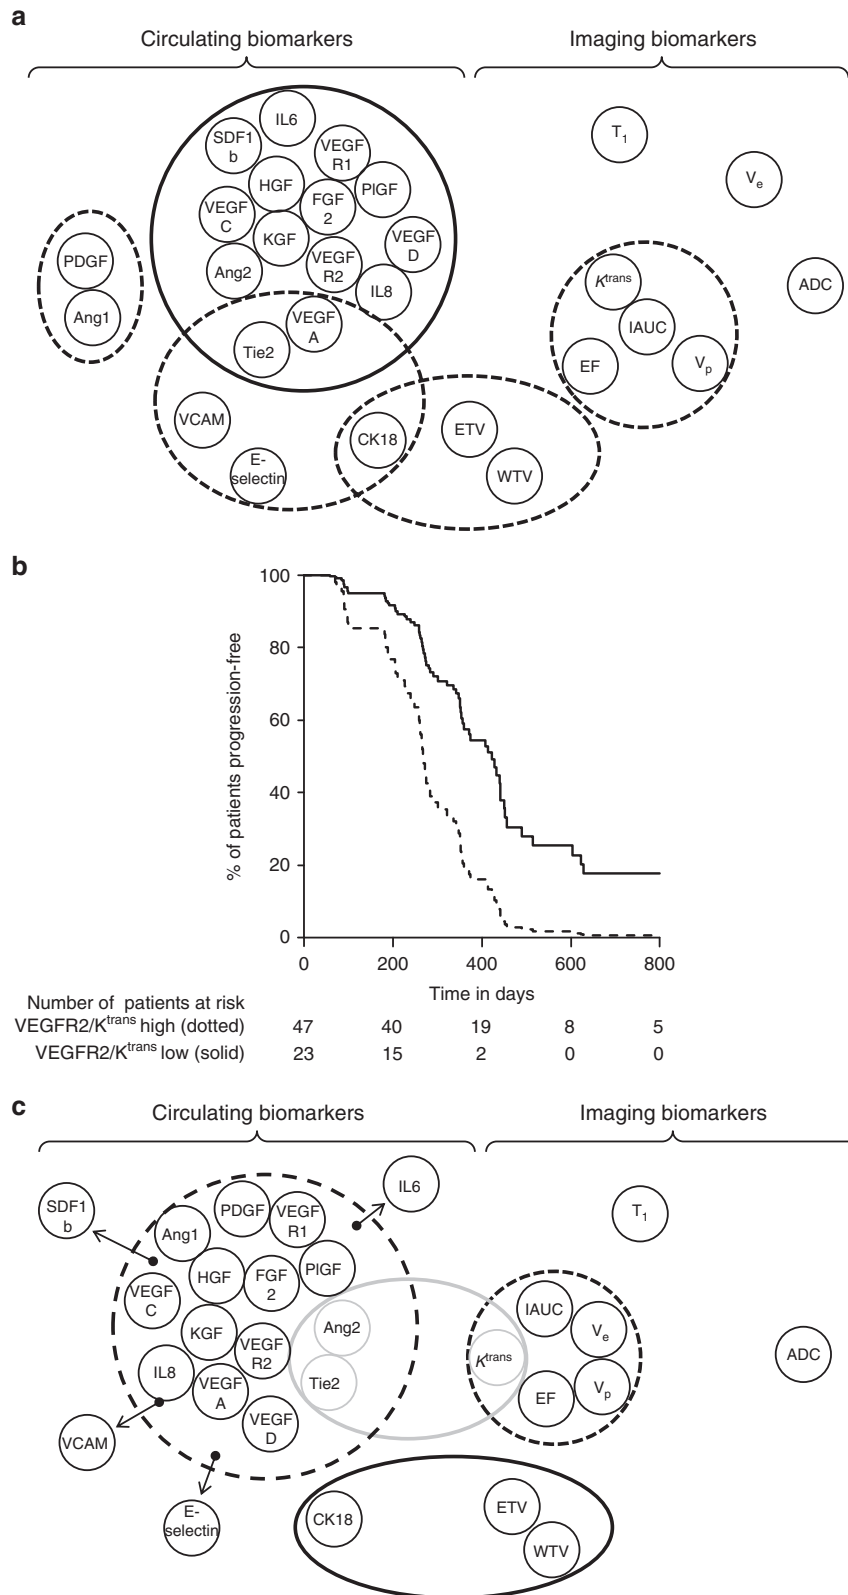 a
Circulating biomarkers
Imaging biomarkers
IL6
SDF1
b
VEGF
R1
HGF
PlGF
VEGF
C
FGF
2
KGF
VEGF
D
Ang2
VEGF
R2
IL8
PDGF
Ang1
VEGF
A
Tie2
VCAM
E-
selectin
CK18
ETV
WTV
T1
Ve
Ktrans
ADC
IAUC
EF
Vp
b
% of patients progression-free
100
80
60
40
20
0
0 200 400 600 800
Time in days
Number of patients at risk
VEGFR2/Ktrans high (dotted) 47 40 19 8 5
VEGFR2/Ktrans low (solid) 23 15 2 0 0
c
Circulating biomarkers
Imaging biomarkers
SDF1
b
IL6
PDGF
VEGF
R1
Ang1
HGF
FGF
2
PlGF
VEGF
C
KGF
VEGF
R2
Ang2
Tie2
IL8
VEGF
A
VEGF
D
VCAM
E-
selectin
CK18
ETV
WTV
T1
IAUC
Ve
Ktrans
EF
Vp
ADC